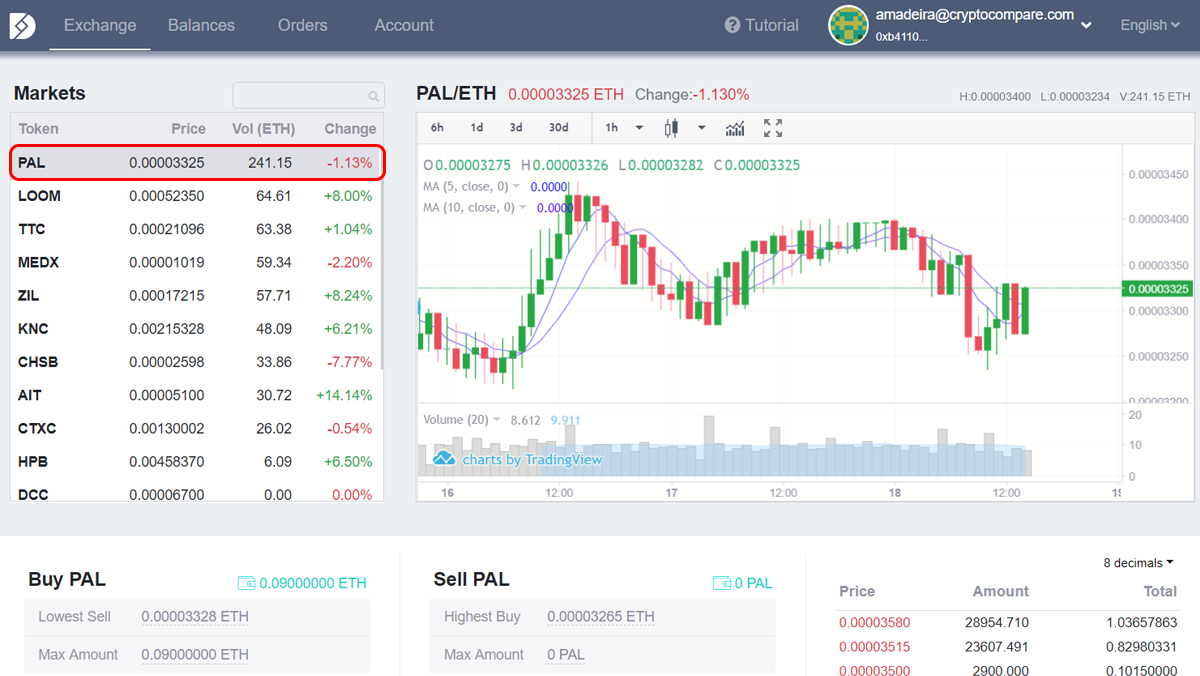 Exchange Balances Orders Account Tutorial amadeira@cryptocompare.com English
0xb4110...
Markets
Token Price Vol (ETH) Change
PAL 0.00003325 241.15 -1.13%
LOOM 0.00052350 64.61 +8.00%
TTC 0.00021096 63.38 +1.04%
MEDX 0.00001019 59.34 -2.20%
ZIL 0.00017215 57.71 +8.24%
KNC 0.00215328 48.09 +6.21%
CHSB 0.00002598 33.86 -7.77%
AIT 0.00005100 30.72 +14.14%
CTXC 0.00130002 26.02 -0.54%
HPB 0.00458370 6.09 +6.50%
DCC 0.00006700 0.00 0.00%
PAL/ETH 0.00003325 ETH Change:-1.130% H:0.00003400 L:0.00003234 V:241.15 ETH
6h 1d 3d 30d 1h
O 0.00003275 H 0.00003326 L 0.00003282 C 0.00003325
MA (5, close, 0) 0.0000
MA (10, close, 0) 0.0000
0.00003450
0.00003400
0.00003350
0.00003325
0.00003300
0.00003250
0.00003200
Volume (20) 8.612 9.911
20
10
0
charts by TradingView
16 12:00 17 12:00 18 12:00
Buy PAL 0.09000000 ETH
Lowest Sell 0.00003328 ETH
Max Amount 0.09000000 ETH
Sell PAL 0 PAL
Highest Buy 0.00003265 ETH
Max Amount 0 PAL
8 decimals
Price Amount Total
0.00003580 28954.710 1.03657863
0.00003515 23607.491 0.82980331
0.00003500 2900.000 0.10150000